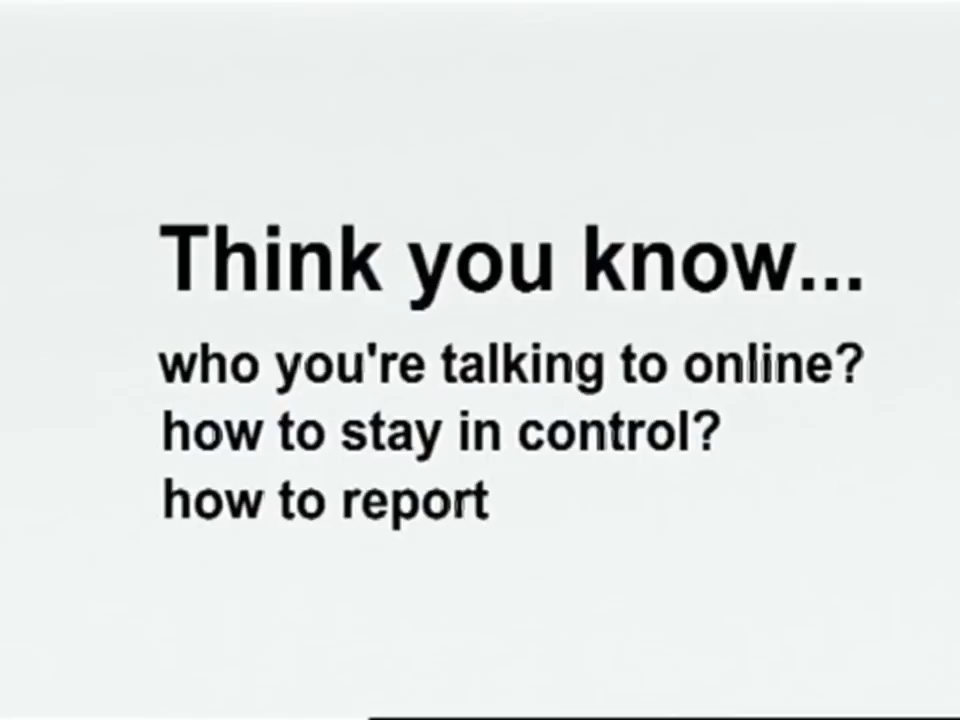 Think you know...
who you're talking to online?
how to stay in control?
how to report